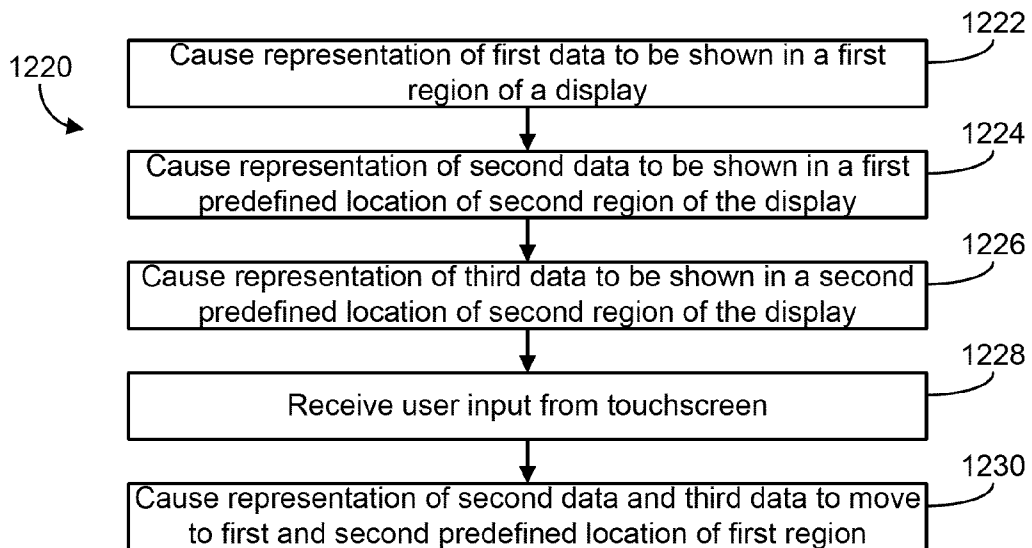 1220
1222
Cause representation of first data to be shown in a first
region of a display
1224
Cause representation of second data to be shown in a first
predefined location of second region of the display
1226
Cause representation of third data to be shown in a second
predefined location of second region of the display
1228
Receive user input from touchscreen
1230
Cause representation of second data and third data to move
to first and second predefined location of first region